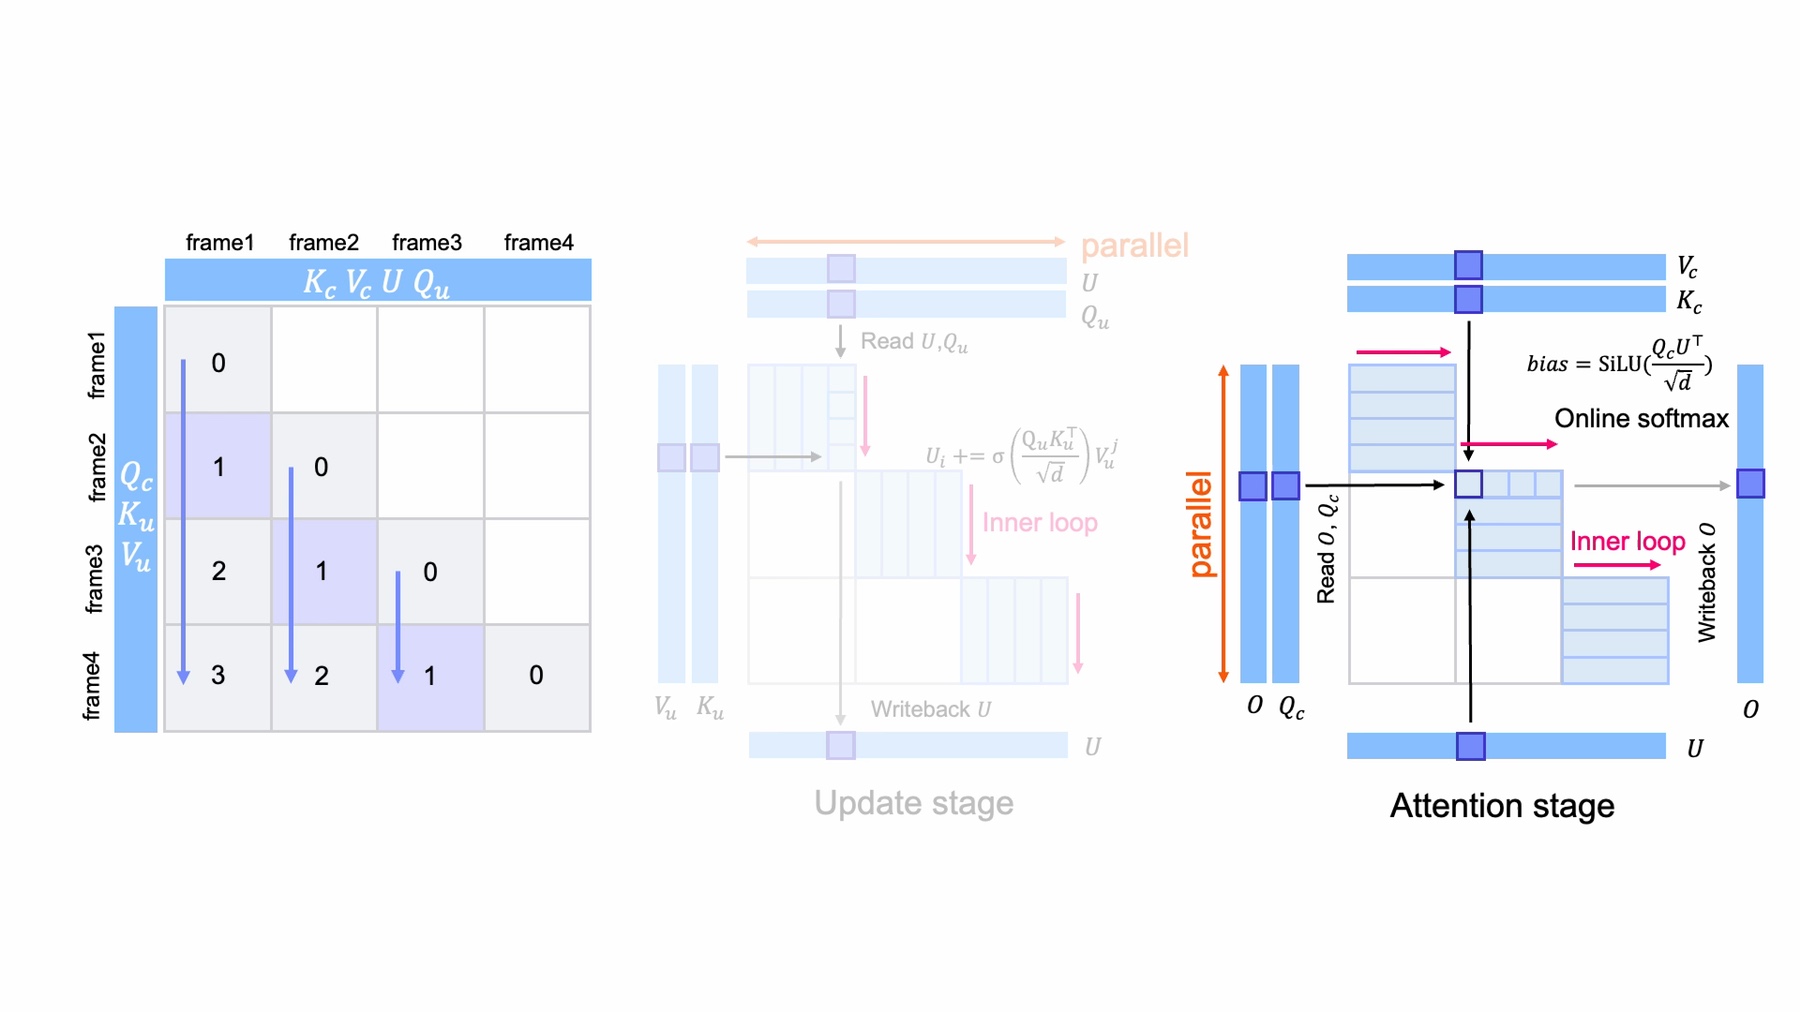 frame1 frame2 frame3 frame4
K_c V_c U Q_u
frame1
frame2
frame3
frame4
Q_c
K_u
V_u
0
1 0
2 1 0
3 2 1 0
parallel
U
Q_u
Read U,Q_u
U_i += σ(Q_u K_u^⊤ / √d) V_u^j
Inner loop
V_u K_u
Writeback U
U
Update stage
V_c
K_c
bias = SiLU(Q_c U^⊤ / √d)
Online softmax
parallel
Read O, Q_c
Inner loop
Writeback O
O Q_c
O
U
Attention stage